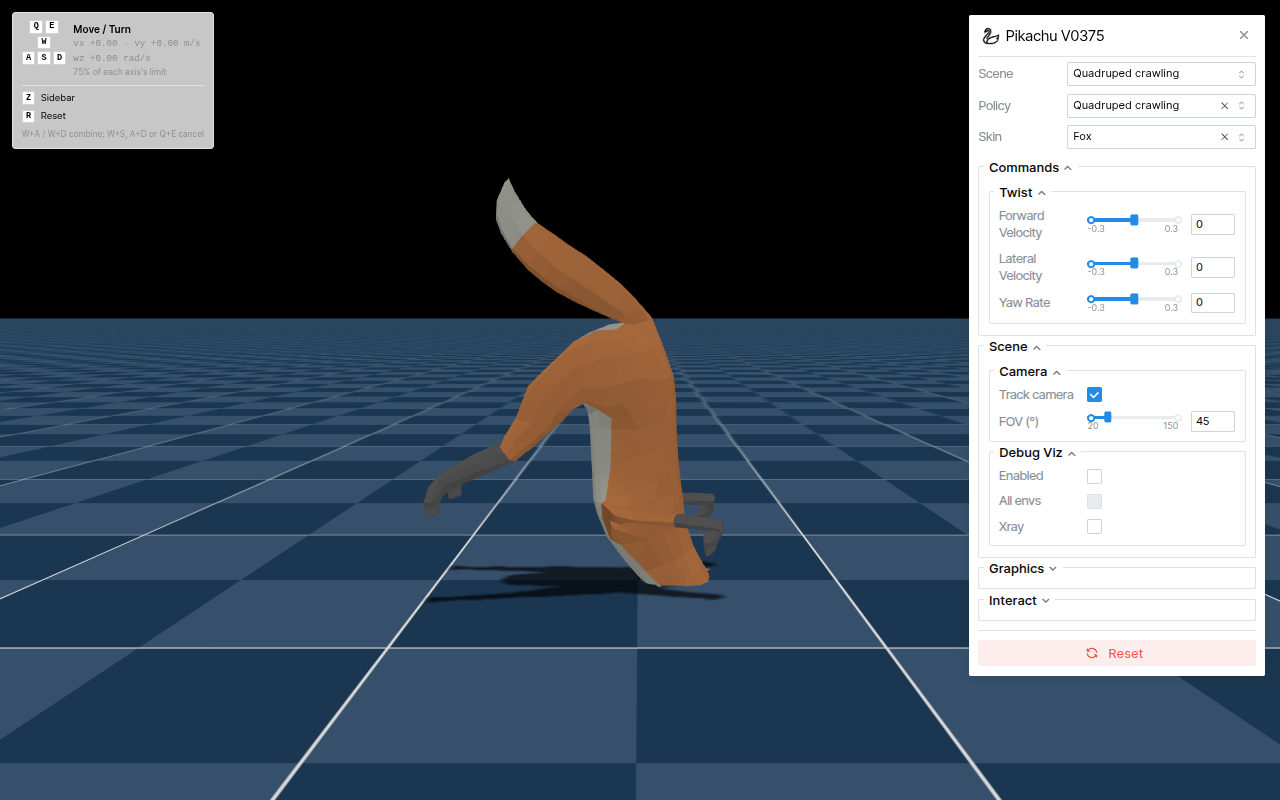 Q E
W
A S D
Move / Turn
vx +0.00 · vy +0.00 m/s
wz +0.00 rad/s
75% of each axis's limit
Z Sidebar
R Reset
W+A / W+D combine; W+S, A+D or Q+E cancel
Pikachu V0375
Scene Quadruped crawling
Policy Quadruped crawling
Skin Fox
Commands
Twist
Forward Velocity 0
-0.3 0.3
Lateral Velocity 0
-0.3 0.3
Yaw Rate 0
-0.3 0.3
Scene
Camera
Track camera
FOV (°) 45
20 150
Debug Viz
Enabled
All envs
Xray
Graphics
Interact
Reset